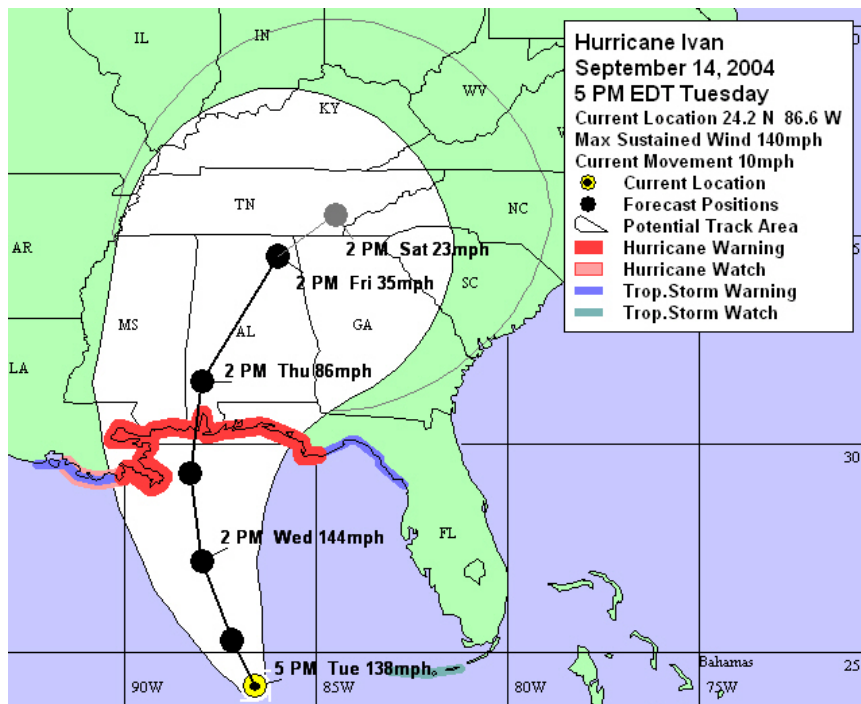 Hurricane Ivan
September 14, 2004
5 PM EDT Tuesday
Current Location 24.2 N 86.6 W
Max Sustained Wind 140mph
Current Movement 10mph
Current Location
Forecast Positions
Potential Track Area
Hurricane Warning
Hurricane Watch
Trop.Storm Warning
Trop.Storm Watch
IL
IN
KY
WV
TN
NC
AR
2 PM Sat 23mph
5
2 PM Fri 35mph
SC
MS
AL
GA
LA
2 PM Thu 86mph
30
2 PM Wed 144mph
FL
25
Bahamas
5 PM Tue 138mph
90W
85W
80W
75W